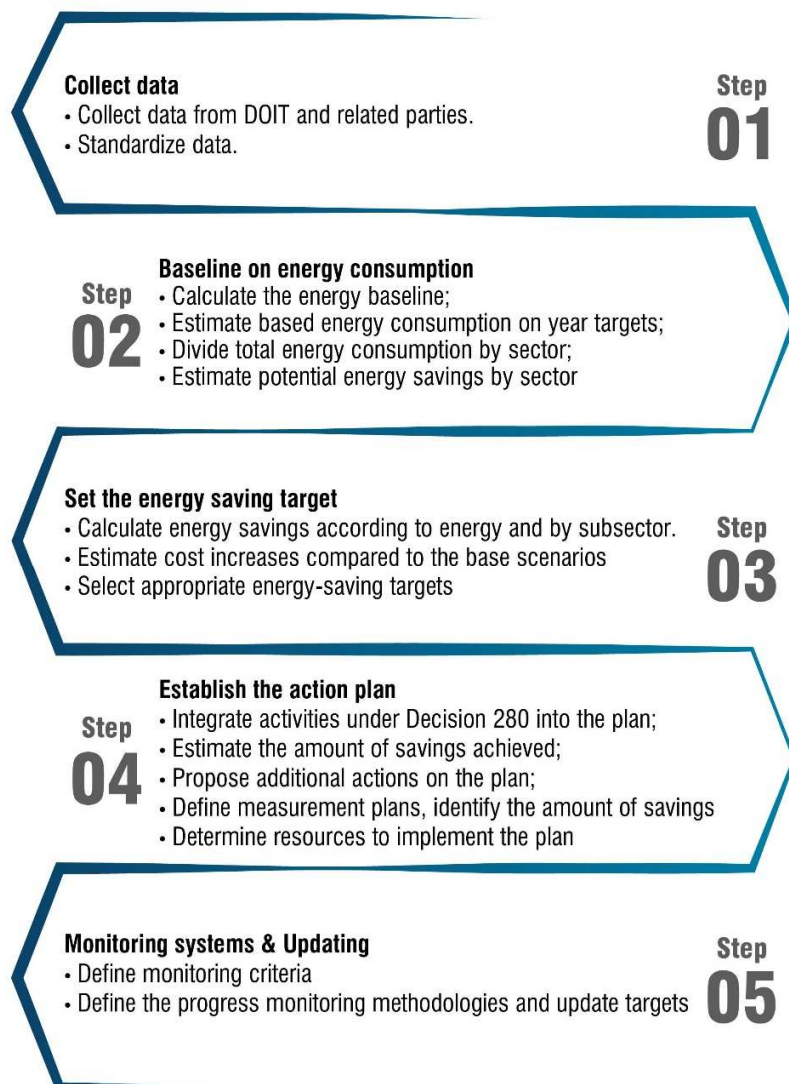 Collect data
• Collect data from DOIT and related parties.
• Standardize data.
Step
01
Step
02
Baseline on energy consumption
• Calculate the energy baseline;
• Estimate based energy consumption on year targets;
• Divide total energy consumption by sector;
• Estimate potential energy savings by sector
Set the energy saving target
• Calculate energy savings according to energy and by subsector.
• Estimate cost increases compared to the base scenarios
• Select appropriate energy-saving targets
Step
03
Step
04
Establish the action plan
• Integrate activities under Decision 280 into the plan;
• Estimate the amount of savings achieved;
• Propose additional actions on the plan;
• Define measurement plans, identify the amount of savings
• Determine resources to implement the plan
Monitoring systems & Updating
• Define monitoring criteria
• Define the progress monitoring methodologies and update targets
Step
05